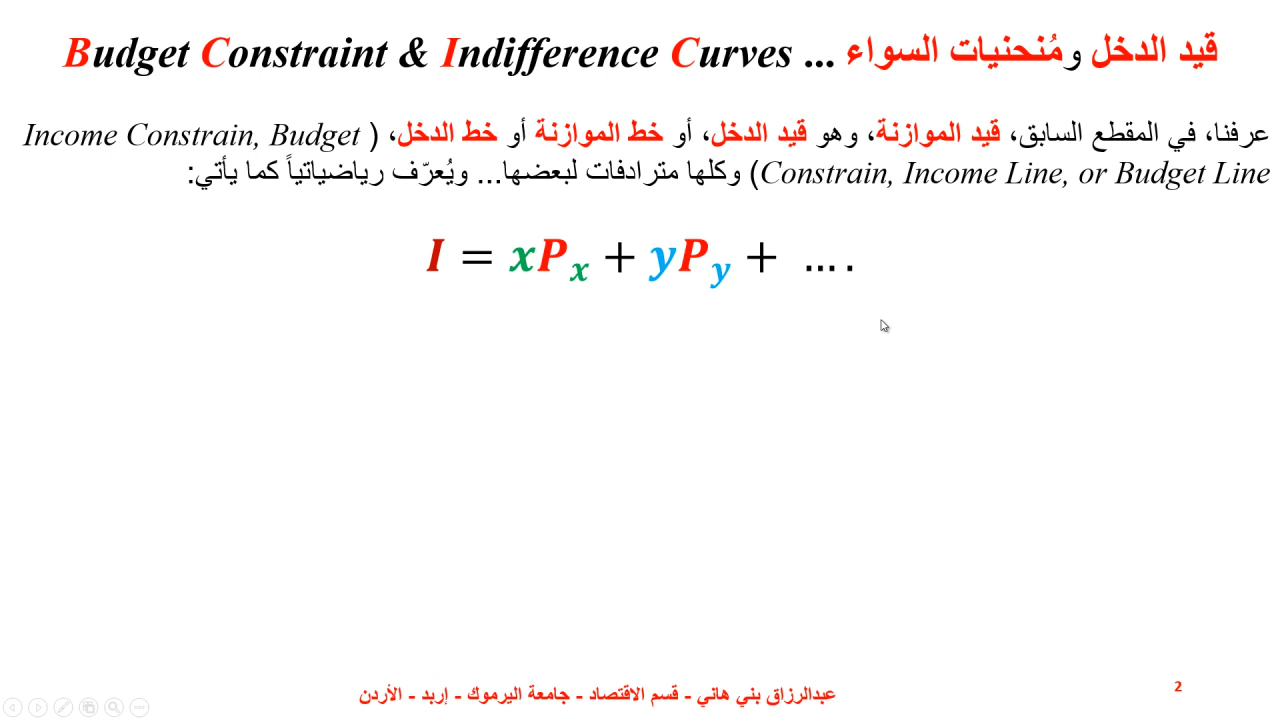 قيد الدخل ومُنحنيات السواء ... Budget Constraint & Indifference Curves
عرفنا، في المقطع السابق، قيد الموازنة، وهو قيد الدخل، أو خط الموازنة أو خط الدخل، (Income Constrain, Budget
Constrain, Income Line, or Budget Line) وكلها مترادفات لبعضها... ويُعرّف رياضياتياً كما يأتي:
I = xPₓ + yPᵧ + ....
عبدالرزاق بني هاني - قسم الاقتصاد - جامعة اليرموك - إربد - الأردن
2